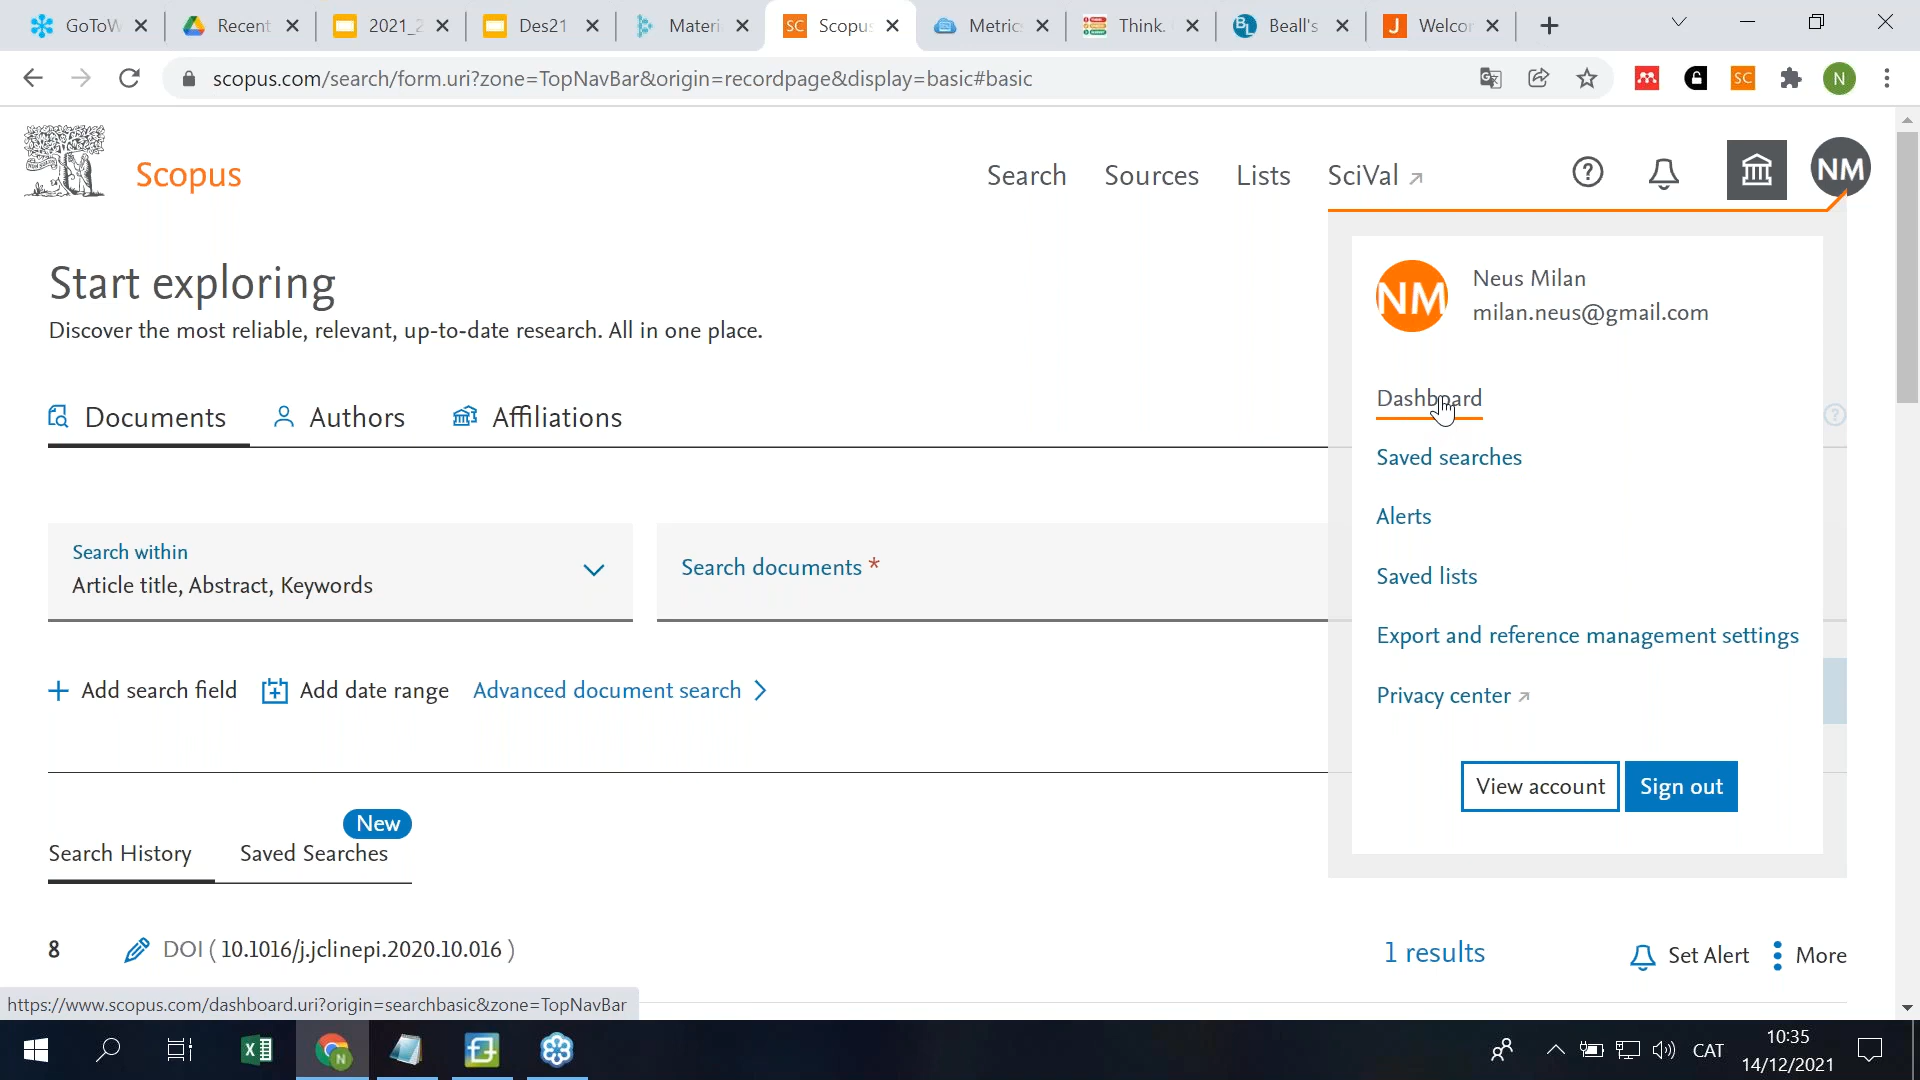 GoToW
Recent
2021_2
Des21
Materi
SC Scopus
Metric
Think.
BL Beall's
J Welcor
scopus.com/search/form.uri?zone=TopNavBar&origin=recordpage&display=basic#basic
SC
N
Scopus
Search
Sources
Lists
SciVal
NM
Start exploring
Discover the most reliable, relevant, up-to-date research. All in one place.
NM
Neus Milan
milan.neus@gmail.com
Documents
Authors
Affiliations
Dashboard
Saved searches
Alerts
Saved lists
Export and reference management settings
Privacy center
View account
Sign out
Search within
Article title, Abstract, Keywords
Search documents *
Add search field
Add date range
Advanced document search
New
Search History
Saved Searches
8
DOI ( 10.1016/j.jclinepi.2020.10.016 )
1 results
Set Alert
More
https://www.scopus.com/dashboard.uri?origin=searchbasic&zone=TopNavBar
N
CAT
10:35
14/12/2021